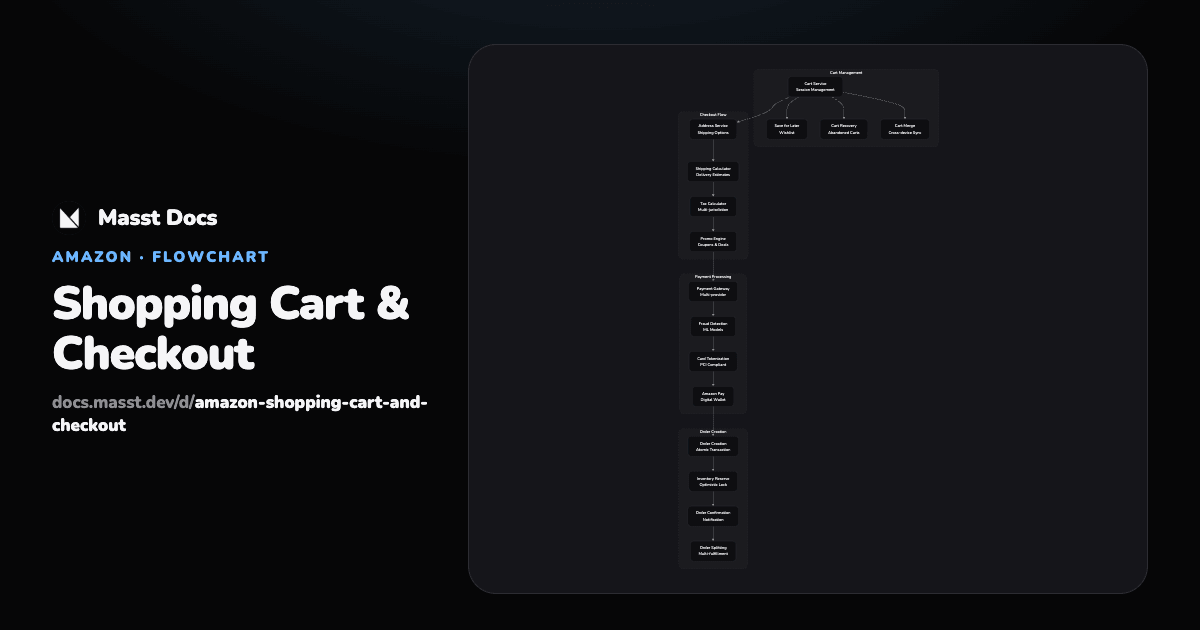 Masst Docs
AMAZON · FLOWCHART
Shopping Cart &
Checkout
docs.masst.dev/d/amazon-shopping-cart-and-
checkout
Cart Management
Cart Service
Session Management
Save for Later
Wishlist
Cart Recovery
Abandoned Carts
Cart Merge
Cross-device Sync
Checkout Flow
Address Service
Shipping Options
Shipping Calculator
Delivery Estimates
Tax Calculator
Multi-jurisdiction
Promo Engine
Coupons & Deals
Payment Processing
Payment Gateway
Multi-provider
Fraud Detection
ML Models
Card Tokenization
PCI Compliant
Amazon Pay
Digital Wallet
Order Creation
Order Creation
Atomic Transaction
Inventory Reserve
Optimistic Lock
Order Confirmation
Notification
Order Splitting
Multi-fulfillment